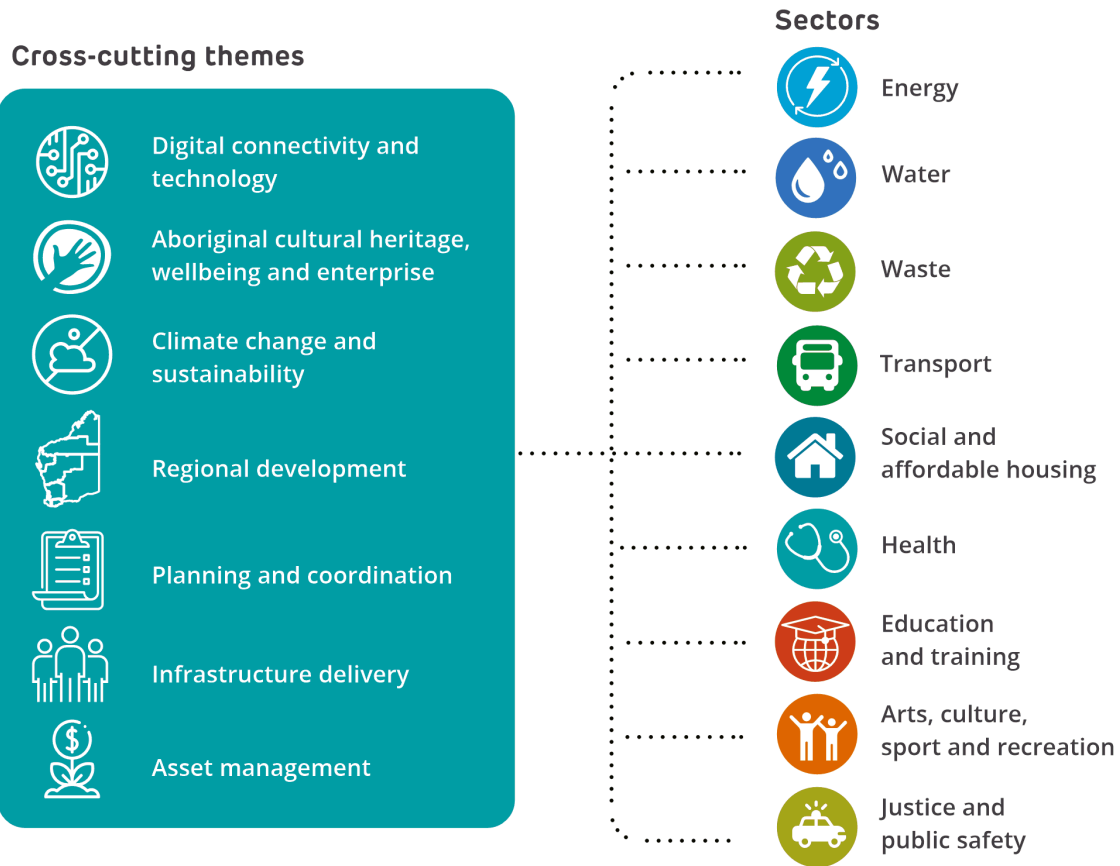 Cross-cutting themes
Digital connectivity and
technology
Aboriginal cultural heritage,
wellbeing and enterprise
Climate change and
sustainability
Regional development
Planning and coordination
Infrastructure delivery
$
Asset management
Sectors
Energy
Water
Waste
Transport
Social and
affordable housing
Health
Education
and training
Arts, culture,
sport and recreation
Justice and
public safety